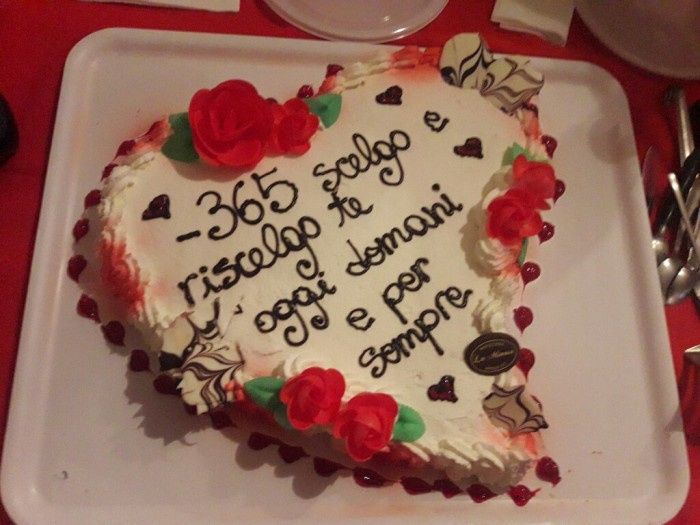 -365 scelgo e
riscelgo te
oggi domani
e per
sempre